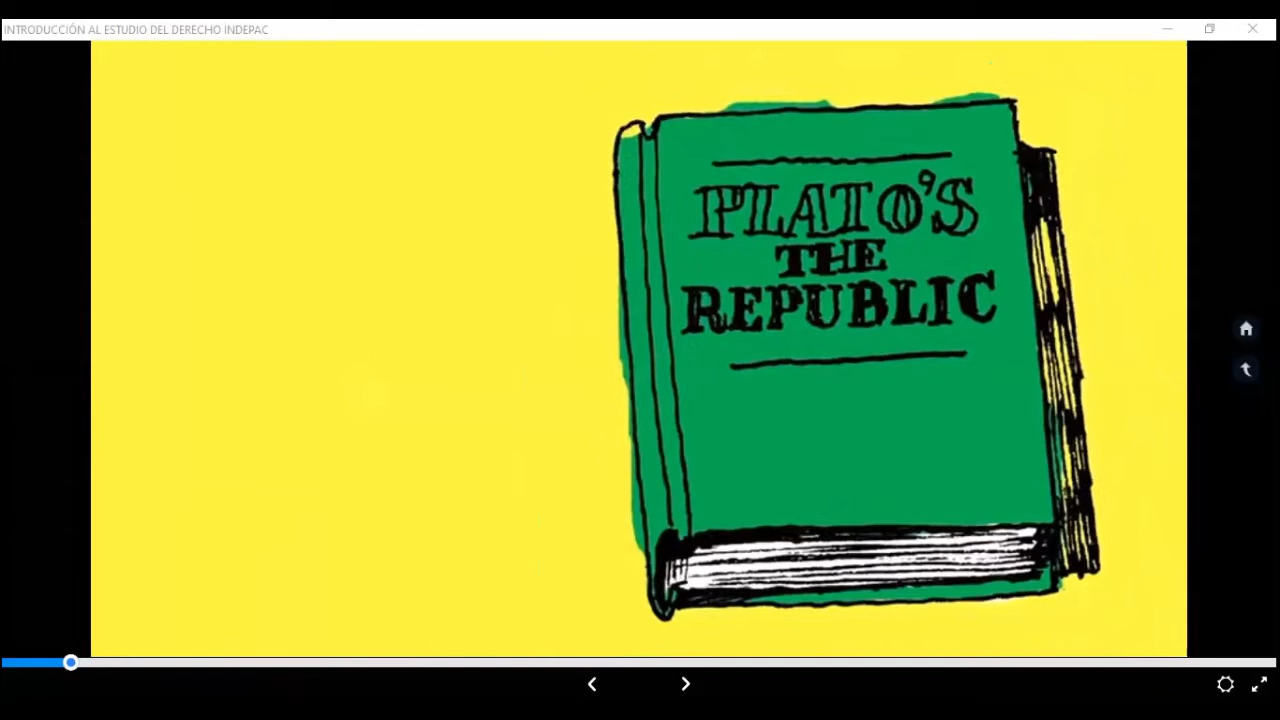 INTRODUCCIÓN AL ESTUDIO DEL DERECHO INDEPAC
PLATO'S
THE
REPUBLIC